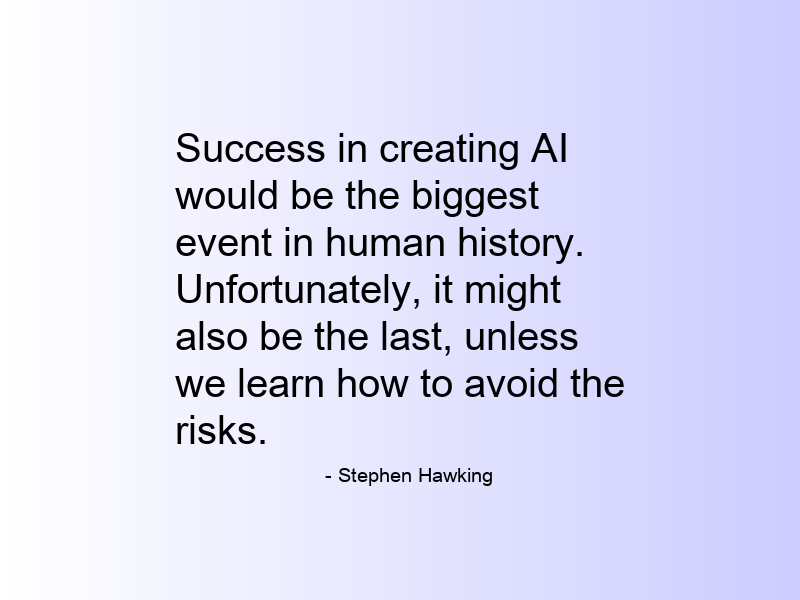 Success in creating AI
would be the biggest
event in human history.
Unfortunately, it might
also be the last, unless
we learn how to avoid the
risks.
- Stephen Hawking